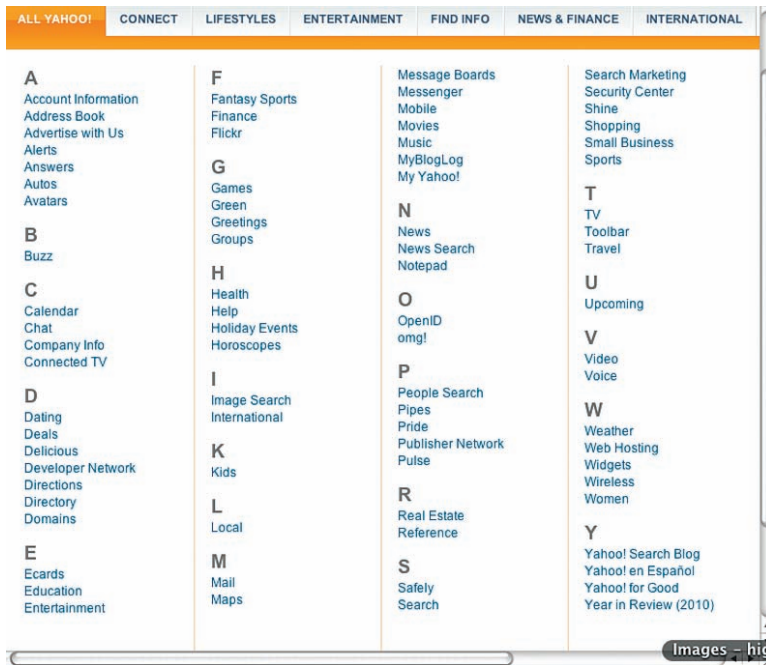 ALL YAHOO! CONNECT LIFESTYLES ENTERTAINMENT FIND INFO NEWS & FINANCE INTERNATIONAL
A
Account Information
Address Book
Advertise with Us
Alerts
Answers
Autos
Avatars
B
Buzz
C
Calendar
Chat
Company Info
Connected TV
D
Dating
Deals
Delicious
Developer Network
Directions
Directory
Domains
E
Ecards
Education
Entertainment
F
Fantasy Sports
Finance
Flickr
G
Games
Green
Greetings
Groups
H
Health
Help
Holiday Events
Horoscopes
I
Image Search
International
K
Kids
L
Local
M
Mail
Maps
Message Boards
Messenger
Mobile
Movies
Music
MyBlogLog
My Yahoo!
N
News
News Search
Notepad
O
OpenID
omg!
P
People Search
Pipes
Pride
Publisher Network
Pulse
R
Real Estate
Reference
S
Safely
Search
Search Marketing
Security Center
Shine
Shopping
Small Business
Sports
T
TV
Toolbar
Travel
U
Upcoming
V
Video
Voice
W
Weather
Web Hosting
Widgets
Wireless
Women
Y
Yahoo! Search Blog
Yahoo! en Español
Yahoo! for Good
Year in Review (2010)
Images – hig